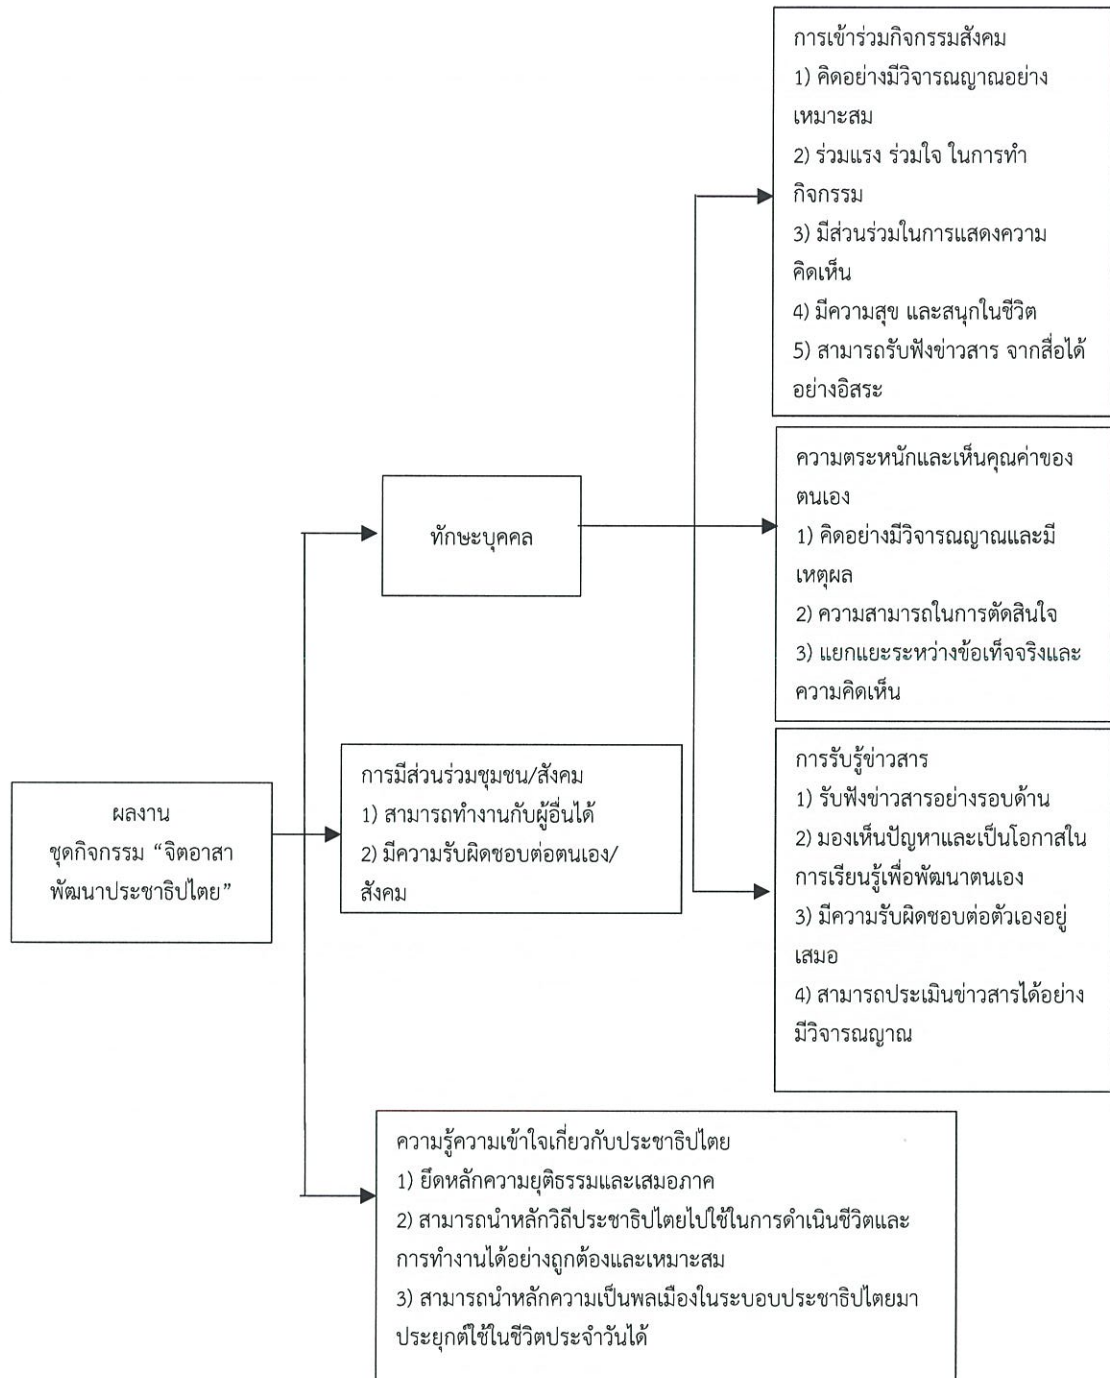 การเข้าร่วมกิจกรรมสังคม
1) คิดอย่างมีวิจารณญาณอย่าง
เหมาะสม
2) ร่วมแรง ร่วมใจ ในการทำ
กิจกรรม
3) มีส่วนร่วมในการแสดงความ
คิดเห็น
4) มีความสุข และสนุกในชีวิต
5) สามารถรับฟังข่าวสาร จากสื่อได้
อย่างอิสระ
ความตระหนักและเห็นคุณค่าของ
ตนเอง
1) คิดอย่างมีวิจารณญาณและมี
เหตุผล
2) ความสามารถในการตัดสินใจ
3) แยกแยะระหว่างข้อเท็จจริงและ
ความคิดเห็น
ทักษะบุคคล
การรับรู้ข่าวสาร
1) รับฟังข่าวสารอย่างรอบด้าน
2) มองเห็นปัญหาและเป็นโอกาสใน
การเรียนรู้เพื่อพัฒนาตนเอง
3) มีความรับผิดชอบต่อตัวเองอยู่
เสมอ
4) สามารถประเมินข่าวสารได้อย่าง
มีวิจารณญาณ
การมีส่วนร่วมชุมชน/สังคม
1) สามารถทำงานกับผู้อื่นได้
2) มีความรับผิดชอบต่อตนเอง/
สังคม
ผลงาน
ชุดกิจกรรม “จิตอาสา
พัฒนาประชาธิปไตย”
ความรู้ความเข้าใจเกี่ยวกับประชาธิปไตย
1) ยึดหลักความยุติธรรมและเสมอภาค
2) สามารถนำหลักวิถีประชาธิปไตยไปใช้ในการดำเนินชีวิตและ
การทำงานได้อย่างถูกต้องและเหมาะสม
3) สามารถนำหลักความเป็นพลเมืองในระบอบประชาธิปไตยมา
ประยุกต์ใช้ในชีวิตประจำวันได้